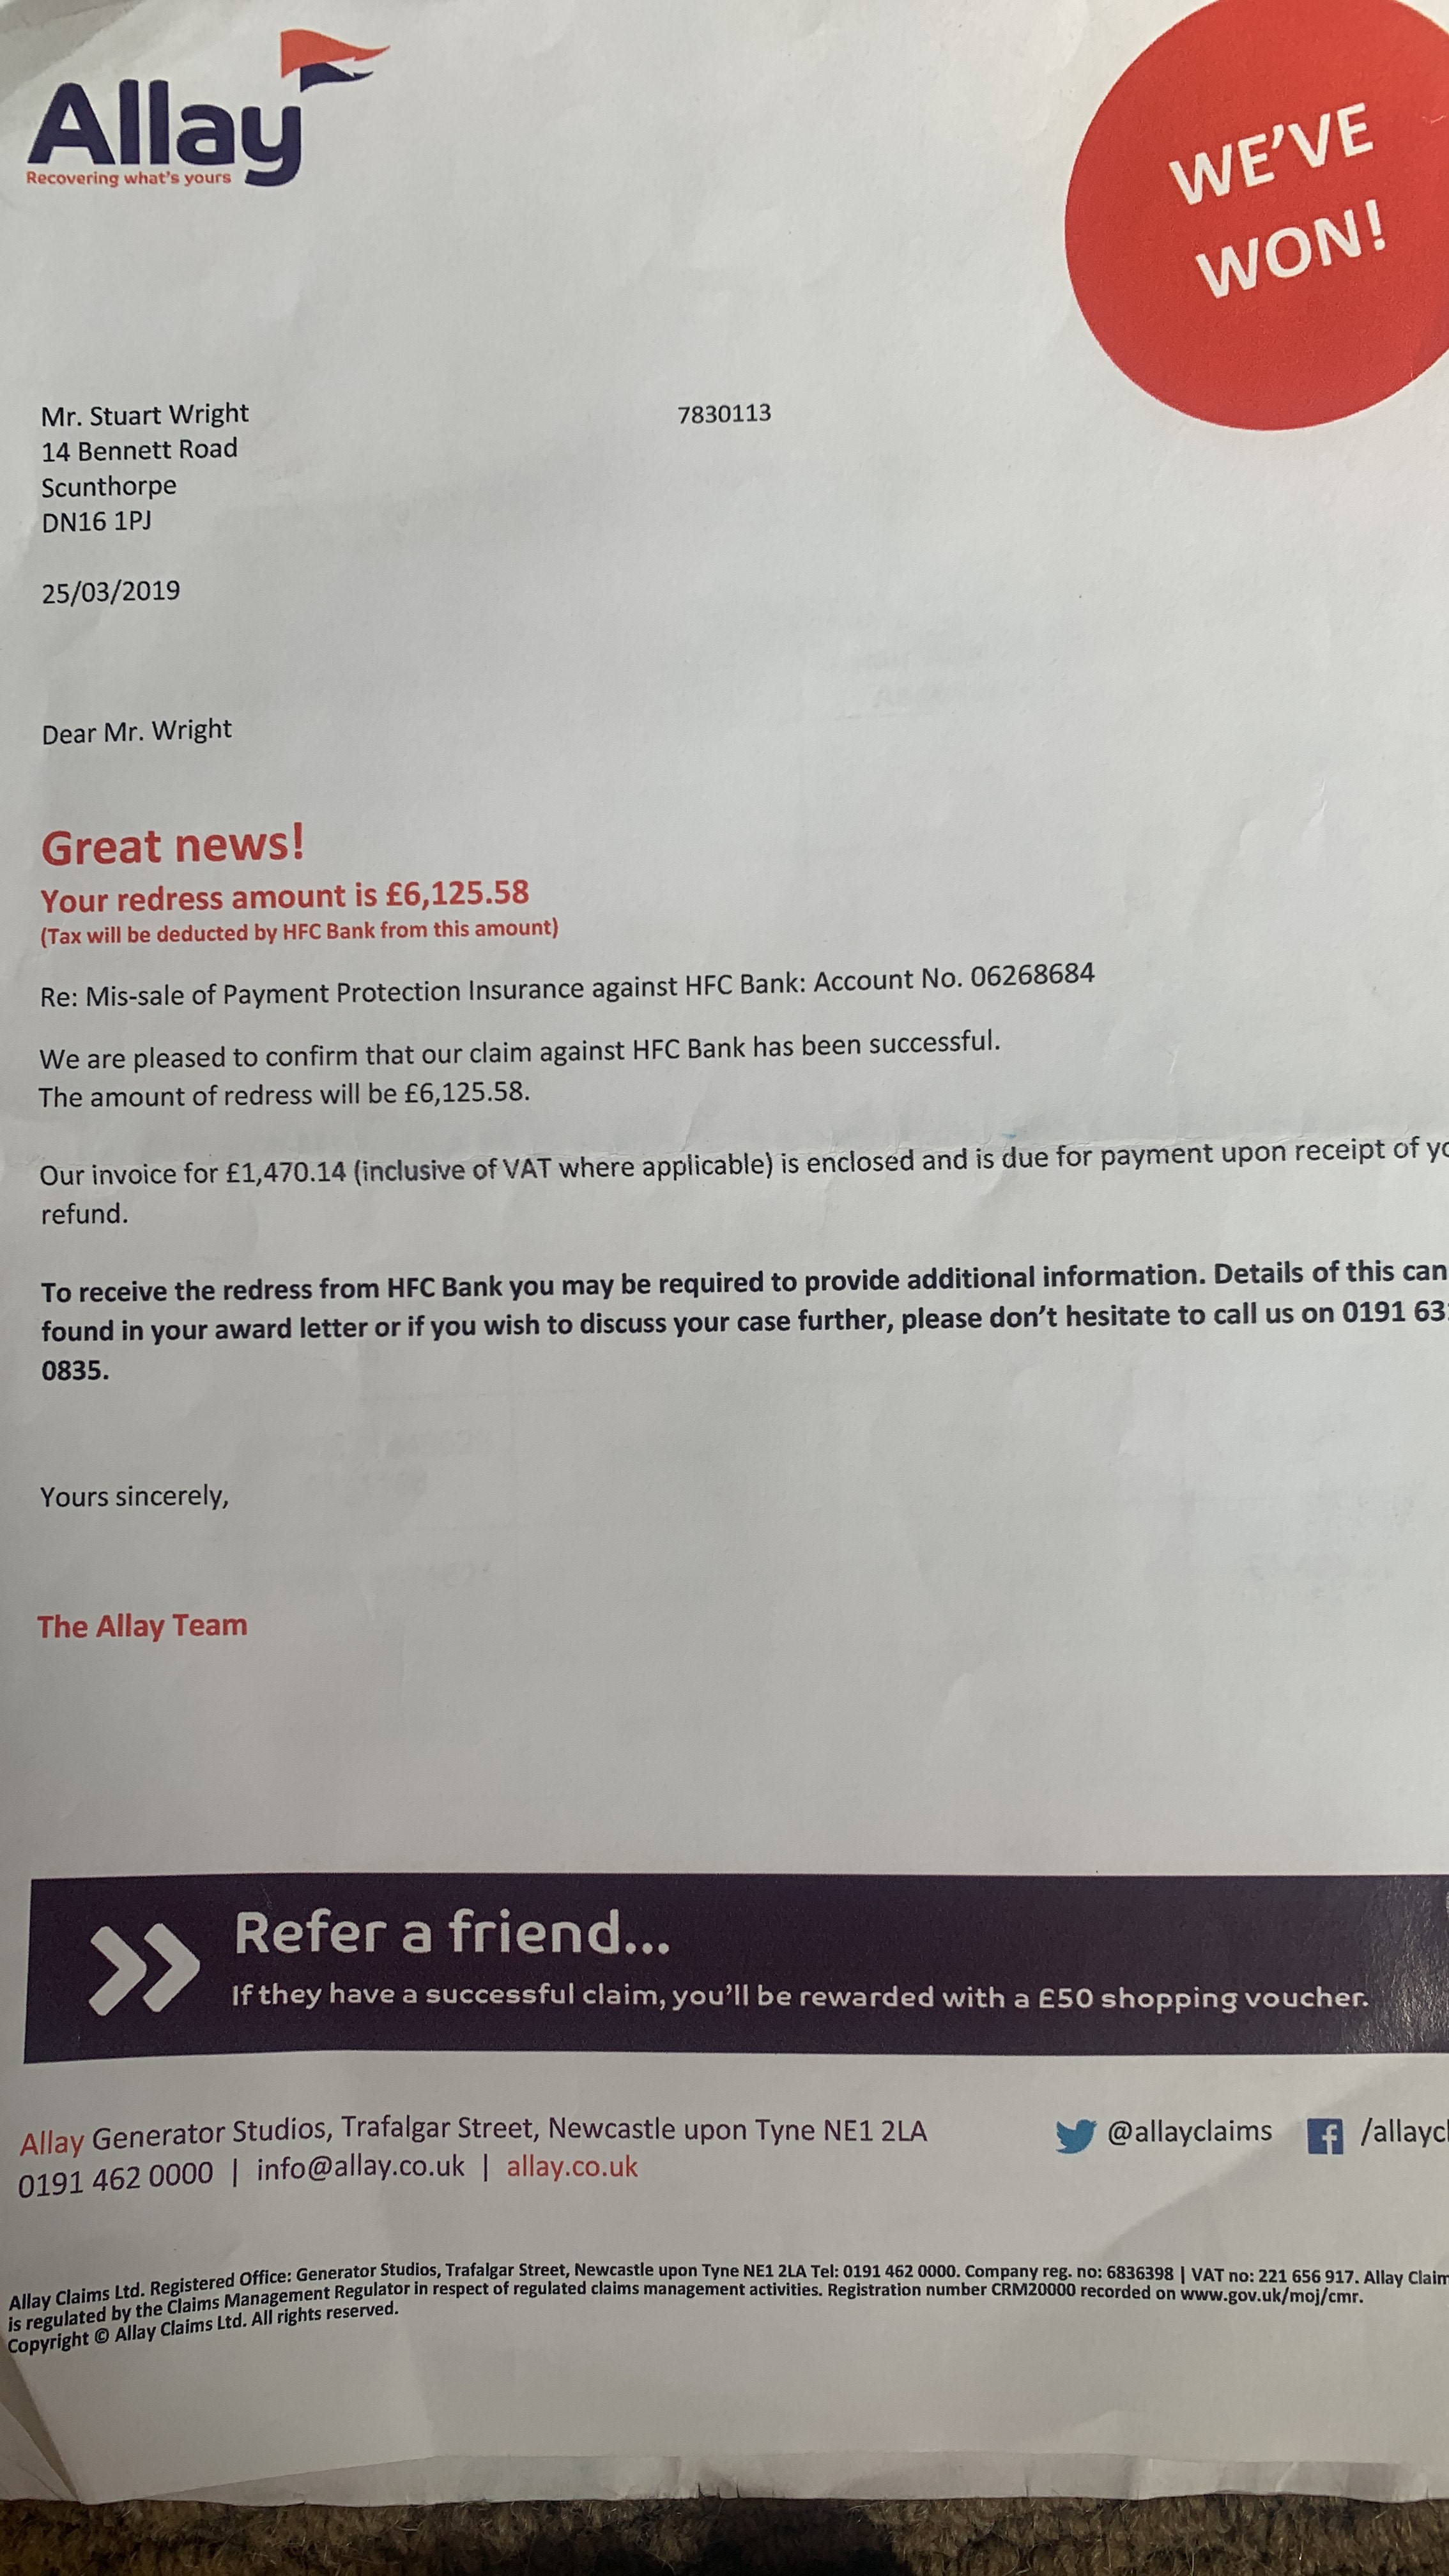 Allay
Recovering what's yours
WE'VE
WON!
Mr. Stuart Wright
7830113
14 Bennett Road
Scunthorpe
DN16 1PJ
25/03/2019
Dear Mr. Wright
Great news!
Your redress amount is £6,125.58
(Tax will be deducted by HFC Bank from this amount)
Re: Mis-sale of Payment Protection Insurance against HFC Bank: Account No. 06268684
We are pleased to confirm that our claim against HFC Bank has been successful.
The amount of redress will be £6,125.58.
Our invoice for £1,470.14 (inclusive of VAT where applicable) is enclosed and is due for payment upon receipt of
refund.
To receive the redress from HFC Bank you may be required to provide additional information. Details of this can
found in your award letter or if you wish to discuss your case further, please don't hesitate to call us on 0191
0835.
Yours sincerely,
The Allay Team
Refer a friend...
If they have a successful claim, you'll be rewarded with a £50 shopping voucher.
Allay Generator Studios, Trafalgar Street, Newcastle upon Tyne NE1 2LA
@allayclaims
0191 462 0000 | info@allay.co.uk | allay.co.uk
Allay Claims Ltd. Registered Office: Generator Studios, Trafalgar Street, Newcastle upon Tyne NE1 2LA Tel: 0191 462 0000. Company reg. no: 6836398 | VAT no: 221 656 917. Allay
is regulated by the Claims Management Regulator in respect of regulated claims management activities. Registration number CRM20000 recorded on www.gov.uk/moj/cmr.
Copyright © Allay Claims Ltd. All rights reserved.